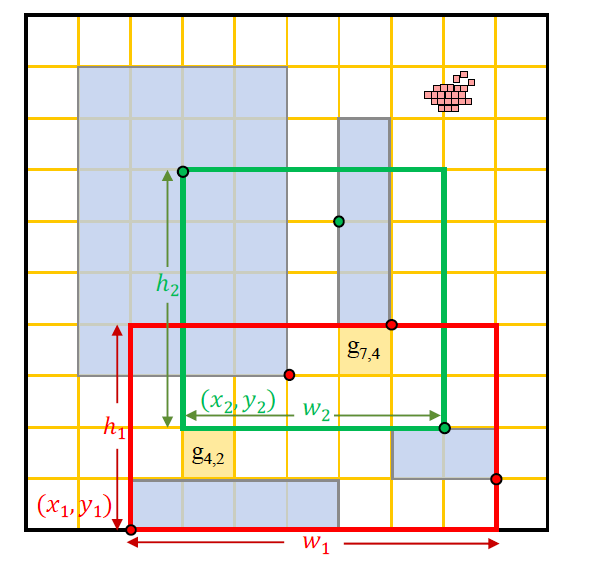 h₂
g₇,₄
(x₂, y₂)
w₂
h₁
g₄,₂
(x₁, y₁)
w₁